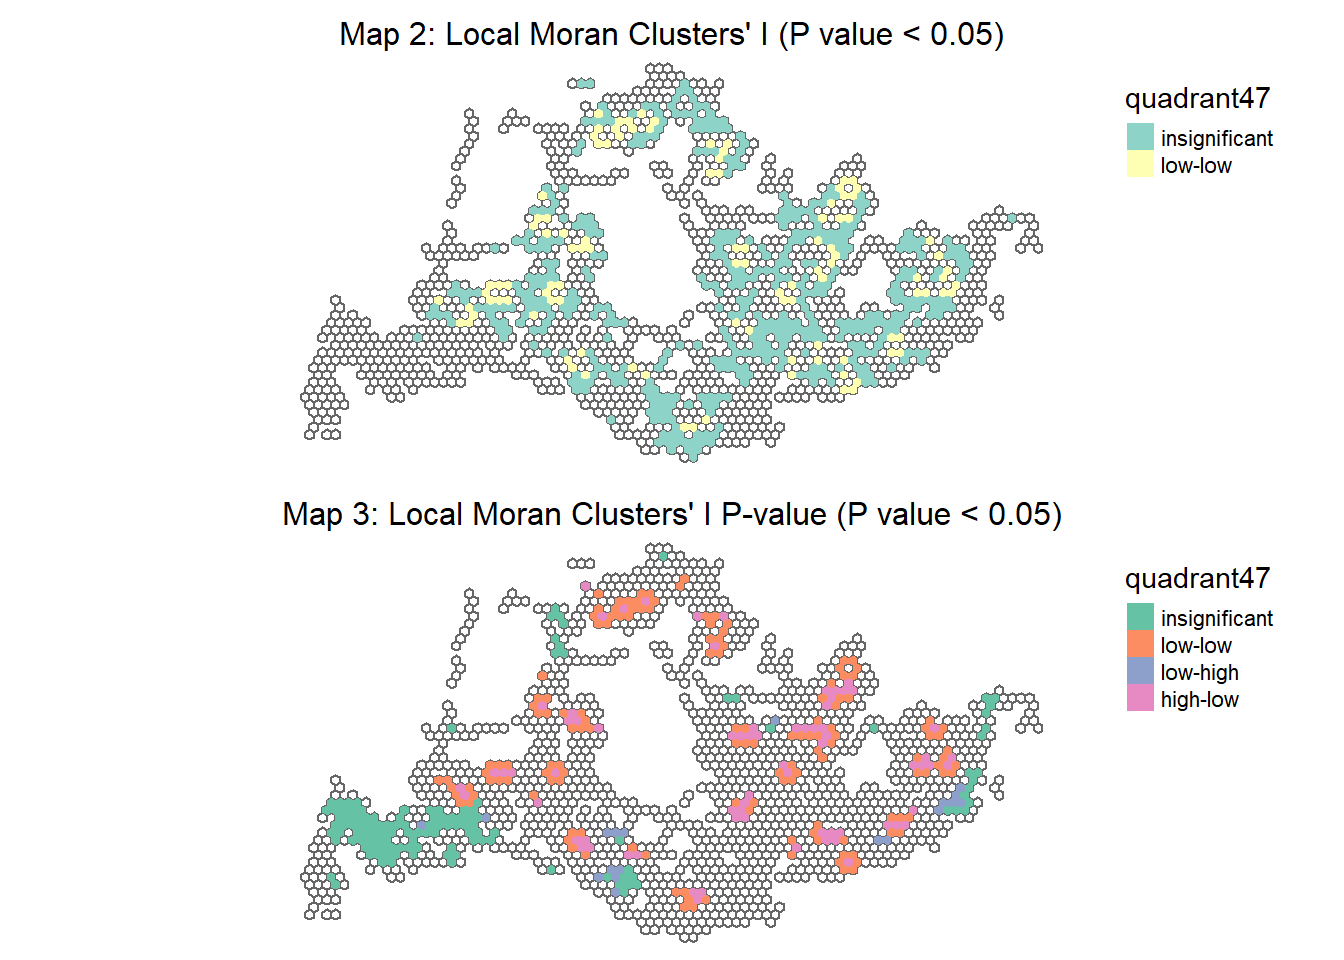 Map 2: Local Moran Clusters' I (P value < 0.05)
quadrant47
insignificant
low-low
Map 3: Local Moran Clusters' I P-value (P value < 0.05)
quadrant47
insignificant
low-low
low-high
high-low